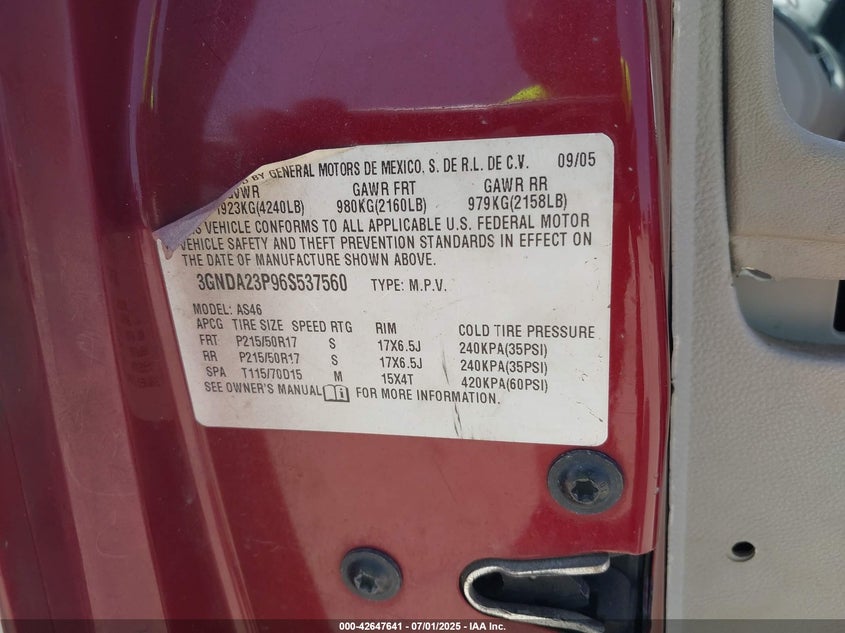 D BY GENERAL MOTORS DE MEXICO, S. DE R.L. DE C.V. 09/05
GVWR GAWR FRT GAWR RR
1923KG(4240LB) 980KG(2160LB) 979KG(2158LB)
S VEHICLE CONFORMS TO ALL APPLICABLE U.S. FEDERAL MOTOR
VEHICLE SAFETY AND THEFT PREVENTION STANDARDS IN EFFECT ON
THE DATE OF MANUFACTURE SHOWN ABOVE.
3GNDA23P96S537560 TYPE: M.P.V.
MODEL: AS46
APCG TIRE SIZE SPEED RTG RIM COLD TIRE PRESSURE
FRT P215/50R17 S 17X6.5J 240KPA(35PSI)
RR P215/50R17 S 17X6.5J 240KPA(35PSI)
SPA T115/70D15 M 15X4T 420KPA(60PSI)
SEE OWNER'S MANUAL FOR MORE INFORMATION.
000-42647641 - 07/01/2025 - IAA Inc.